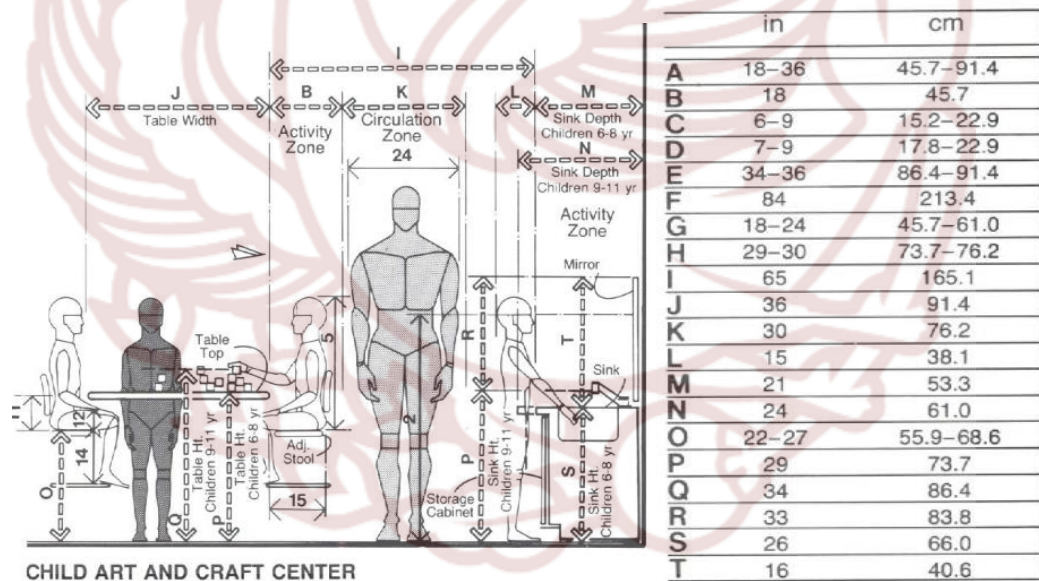 I
J
Table Width
B
Activity
Zone
K
Circulation
Zone
24
L
M
Sink Depth
Children 6-8 yr
N
Sink Depth
Children 9-11 yr
Activity
Zone
Mirror
Table
Top
5
R
T
Sink
11
12
14
O
Q
Table Ht.
Children 9-11 yr
P
Table Ht.
Children 6-8 yr
Adj.
Stool
15
2
Storage
Cabinet
P
Sink Ht.
Children 9-11 yr
S
Sink Ht.
Children 6-8 yr
CHILD ART AND CRAFT CENTER
in cm
A 18–36 45.7–91.4
B 18 45.7
C 6–9 15.2–22.9
D 7–9 17.8–22.9
E 34–36 86.4–91.4
F 84 213.4
G 18–24 45.7–61.0
H 29–30 73.7–76.2
I 65 165.1
J 36 91.4
K 30 76.2
L 15 38.1
M 21 53.3
N 24 61.0
O 22–27 55.9–68.6
P 29 73.7
Q 34 86.4
R 33 83.8
S 26 66.0
T 16 40.6